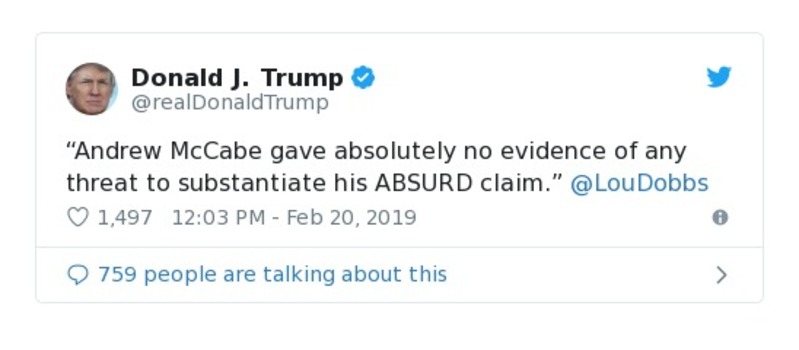 Donald J. Trump
@realDonaldTrump
“Andrew McCabe gave absolutely no evidence of any
threat to substantiate his ABSURD claim.” @LouDobbs
1,497 12:03 PM - Feb 20, 2019
759 people are talking about this